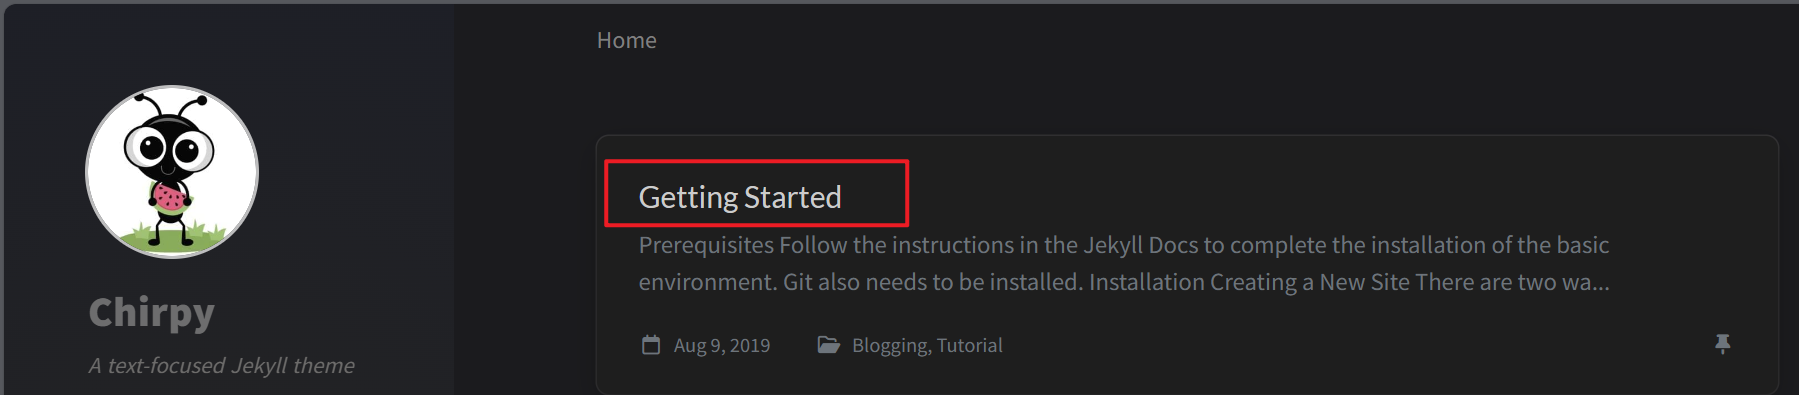 Home
Getting Started
Prerequisites Follow the instructions in the Jekyll Docs to complete the installation of the basic
environment. Git also needs to be installed. Installation Creating a New Site There are two wa...
Aug 9, 2019 Blogging, Tutorial
Chirpy
A text-focused Jekyll theme